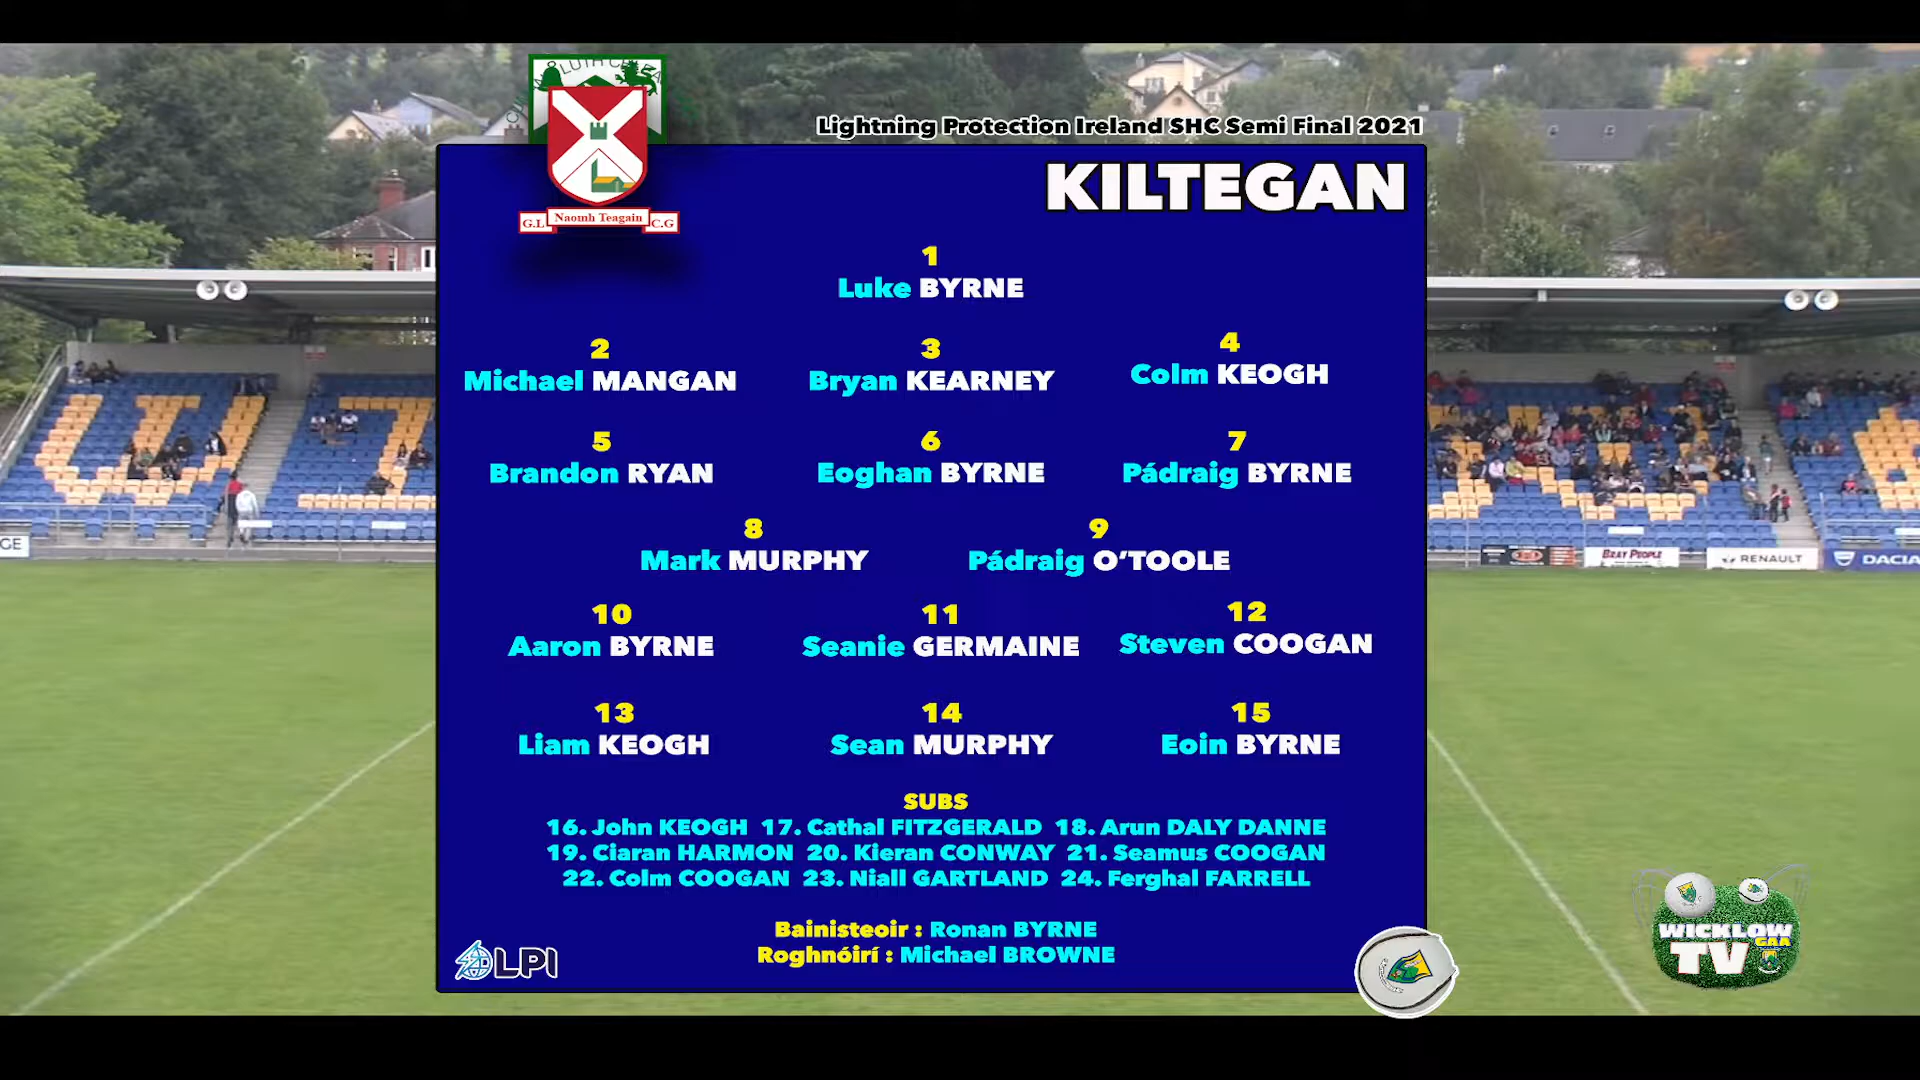 Lightning Protection Ireland SHC Semi Final 2021
KILTEGAN
G.L Naomh Teagain C.G
1
Luke BYRNE
2 3 4
Michael MANGAN Bryan KEARNEY Colm KEOGH
5 6 7
Brandon RYAN Eoghan BYRNE Pádraig BYRNE
8 9
Mark MURPHY Pádraig O'TOOLE
10 11 12
Aaron BYRNE Seanie GERMAINE Steven COOGAN
13 14 15
Liam KEOGH Sean MURPHY Eoin BYRNE
SUBS
16. John KEOGH 17. Cathal FITZGERALD 18. Arun DALY DANNE
19. Ciaran HARMON 20. Kieran CONWAY 21. Seamus COOGAN
22. Colm COOGAN 23. Niall GARTLAND 24. Ferghal FARRELL
Bainisteoir : Ronan BYRNE
Roghnóirí : Michael BROWNE
LPI
GE
BRAY PEOPLE
RENAULT
DACIA
WICKLOW
GAA
TV